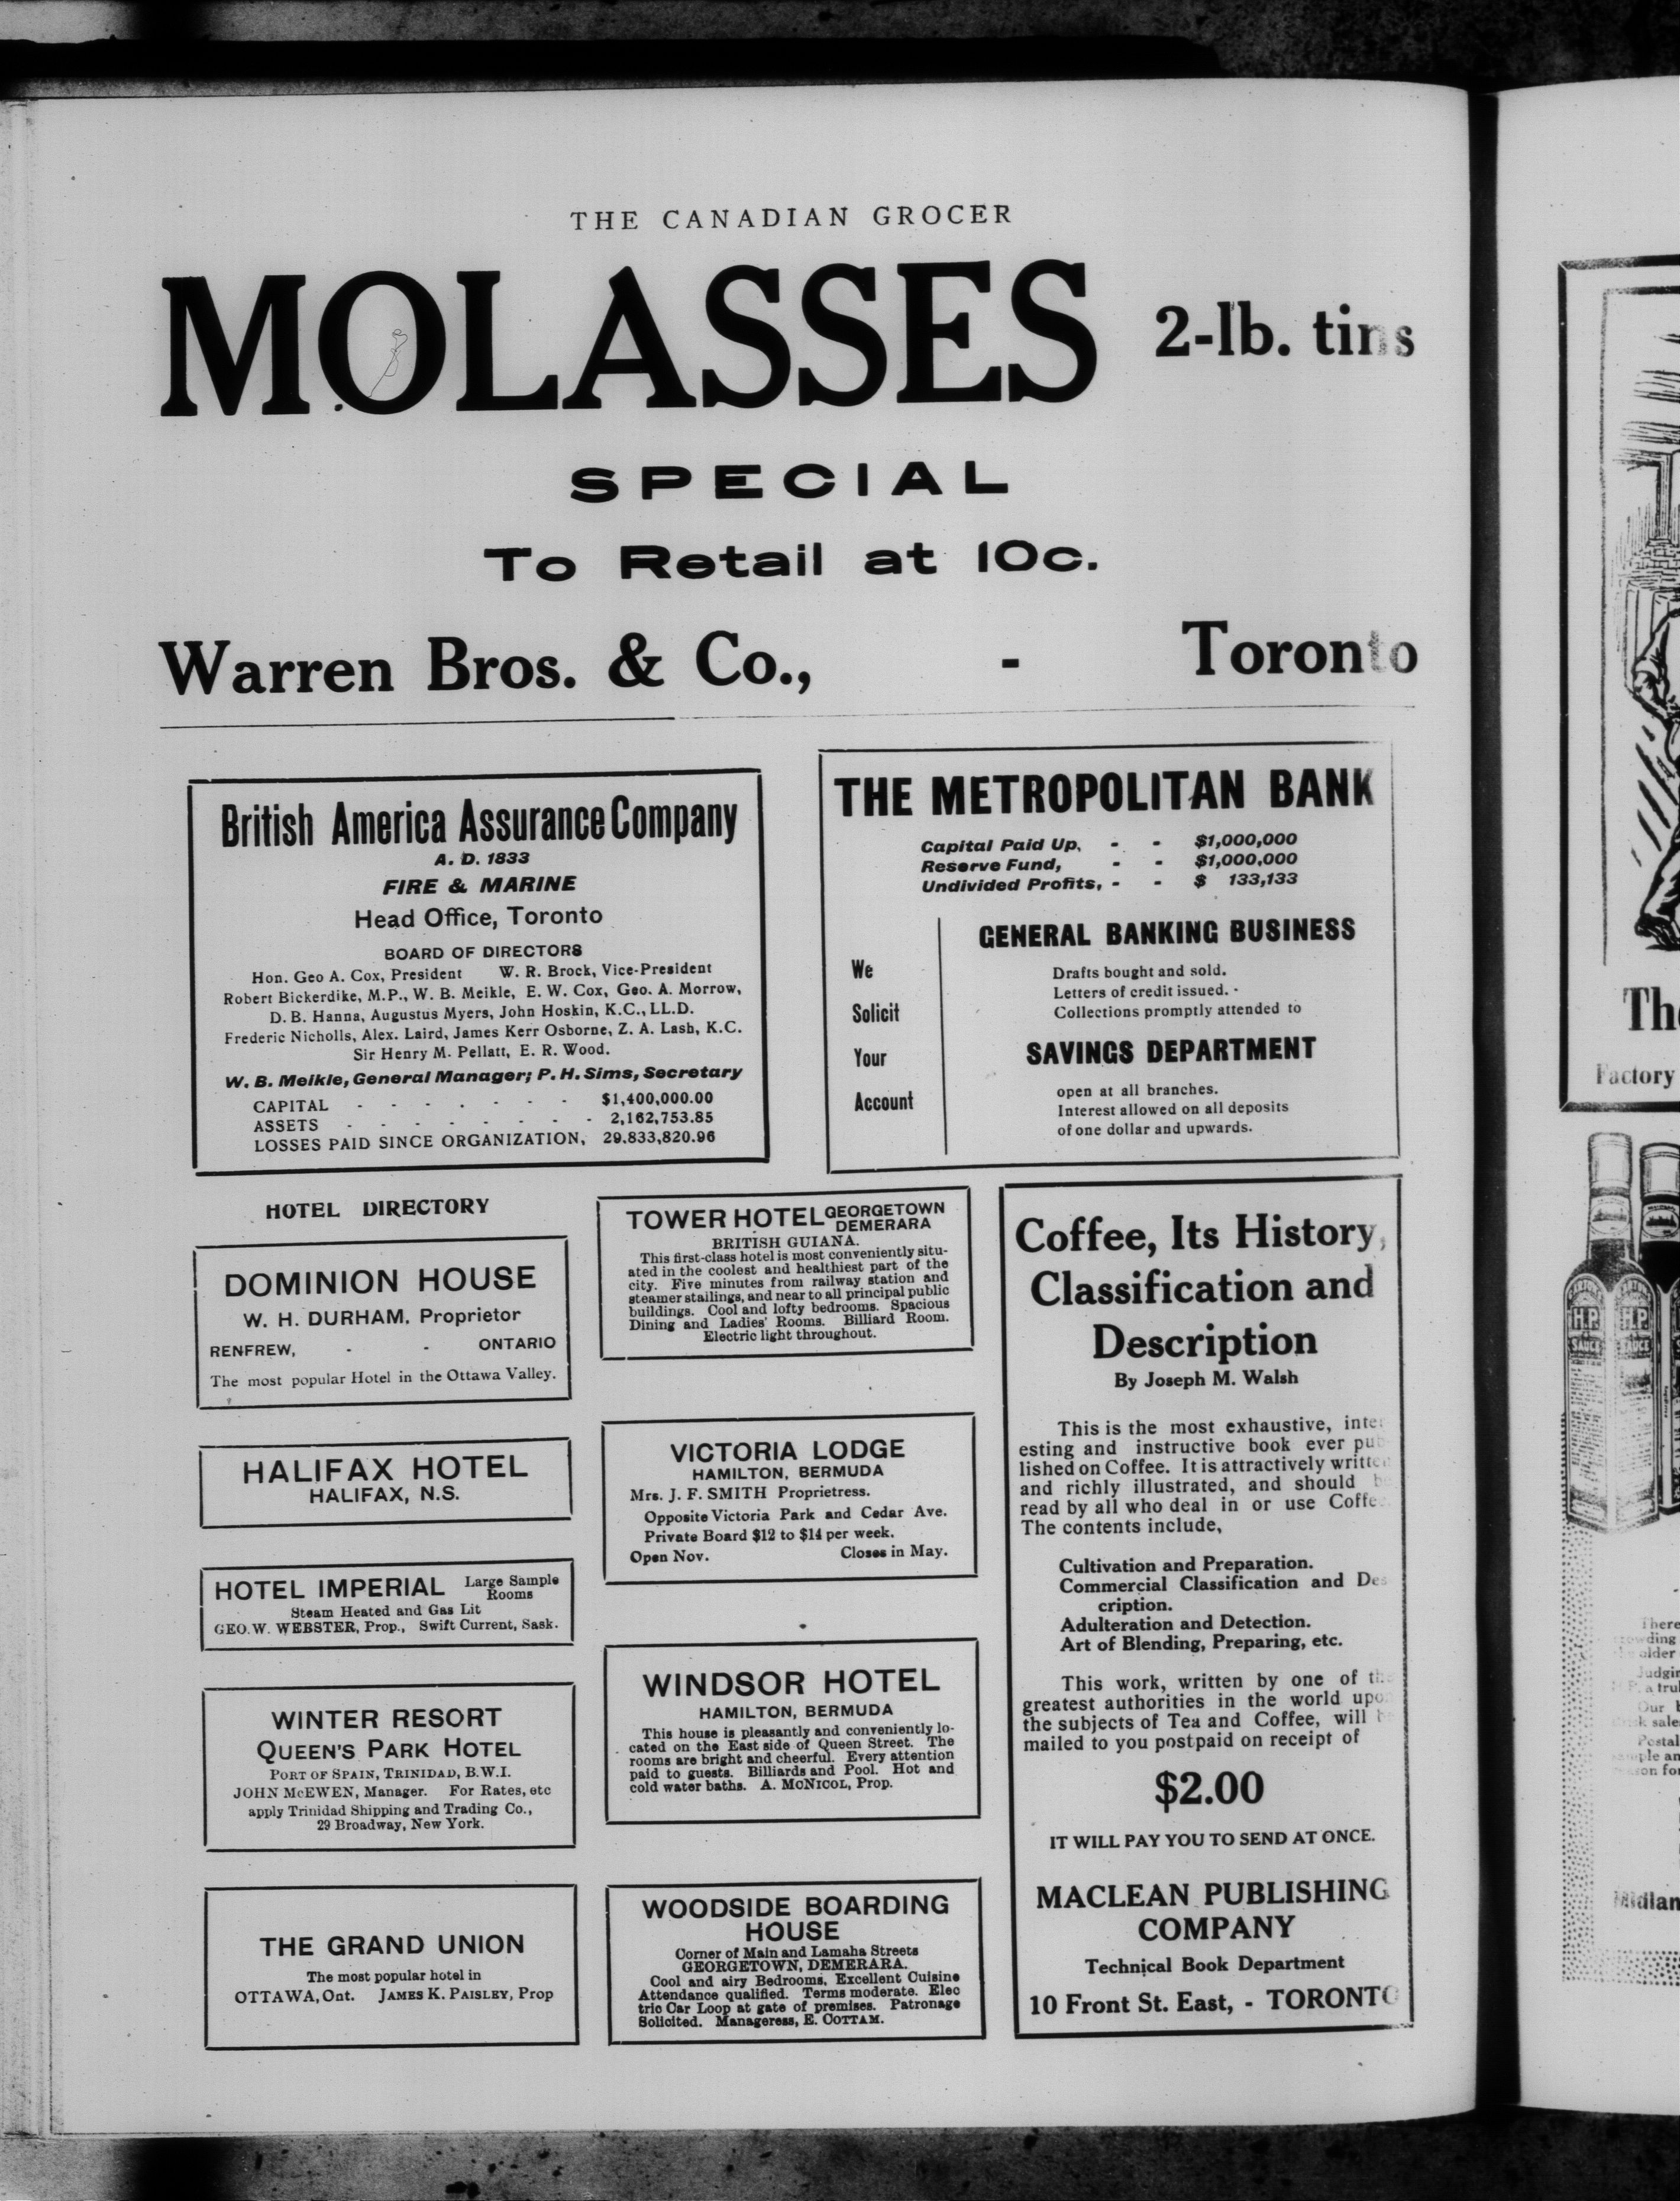 THE CANADIAN GROCER
MOLASSES 2-lb. tins
SPECIAL
To Retail at 10c.
Warren Bros. & Co., - Toronto
British America Assurance Company
A. D. 1833
FIRE & MARINE
Head Office, Toronto
BOARD OF DIRECTORS
Hon. Geo A. Cox, President W. R. Brock, Vice-President
Robert Bickerdike, M.P., W. B. Meikle, E. W. Cox, Geo. A. Morrow,
D. B. Hanna, Augustus Myers, John Hoskin, K.C., LL.D.
Frederic Nicholls, Alex. Laird, James Kerr Osborne, Z. A. Lash, K.C.
Sir Henry M. Pellatt, E. R. Wood.
W. B. Meikle, General Manager; P. H. Sims, Secretary
CAPITAL - - - - - - - $1,400,000.00
ASSETS - - - - - - - - 2,162,753.85
LOSSES PAID SINCE ORGANIZATION, 29,833,820.96
THE METROPOLITAN BANK
Capital Paid Up, - - $1,000,000
Reserve Fund, - - $1,000,000
Undivided Profits, - - $ 133,133
We
Solicit
Your
Account
GENERAL BANKING BUSINESS
Drafts bought and sold.
Letters of credit issued.
Collections promptly attended to
SAVINGS DEPARTMENT
open at all branches.
Interest allowed on all deposits
of one dollar and upwards.
HOTEL DIRECTORY
DOMINION HOUSE
W. H. DURHAM, Proprietor
RENFREW, - - ONTARIO
The most popular Hotel in the Ottawa Valley.
HALIFAX HOTEL
HALIFAX, N.S.
HOTEL IMPERIAL Large Sample
Rooms
Steam Heated and Gas Lit
GEO. W. WEBSTER, Prop., Swift Current, Sask.
WINTER RESORT
QUEEN'S PARK HOTEL
PORT OF SPAIN, TRINIDAD, B.W.I.
JOHN McEWEN, Manager. For Rates, etc
apply Trinidad Shipping and Trading Co.,
29 Broadway, New York.
THE GRAND UNION
The most popular hotel in
OTTAWA, Ont. JAMES K. PAISLEY, Prop
TOWER HOTEL GEORGETOWN
DEMERARA
BRITISH GUIANA.
This first-class hotel is most conveniently situ-
ated in the coolest and healthiest part of the
city. Five minutes from railway station and
steamer stailings, and near to all principal public
buildings. Cool and lofty bedrooms. Spacious
Dining and Ladies' Rooms. Billiard Room.
Electric light throughout.
VICTORIA LODGE
HAMILTON, BERMUDA
Mrs. J. F. SMITH Proprietress.
Opposite Victoria Park and Cedar Ave.
Private Board $12 to $14 per week.
Open Nov. Closes in May.
WINDSOR HOTEL
HAMILTON, BERMUDA
This house is pleasantly and conveniently lo-
cated on the East side of Queen Street. The
rooms are bright and cheerful. Every attention
paid to guests. Billiards and Pool. Hot and
cold water baths. A. MCNICOL, Prop.
WOODSIDE BOARDING
HOUSE
Corner of Main and Lamaha Streets
GEORGETOWN, DEMERARA.
Cool and airy Bedrooms, Excellent Cuisine
Attendance qualified. Terms moderate. Elec
tric Car Loop at gate of premises. Patronage
Solicited. Manageress, E. COTTAM.
Coffee, Its History,
Classification and
Description
By Joseph M. Walsh
This is the most exhaustive, inter
esting and instructive book ever pub
lished on Coffee. It is attractively written
and richly illustrated, and should be
read by all who deal in or use Coffee.
The contents include,
Cultivation and Preparation.
Commercial Classification and Des
cription.
Adulteration and Detection.
Art of Blending, Preparing, etc.
This work, written by one of the
greatest authorities in the world upon
the subjects of Tea and Coffee, will be
mailed to you postpaid on receipt of
$2.00
IT WILL PAY YOU TO SEND AT ONCE.
MACLEAN PUBLISHING
COMPANY
Technical Book Department
10 Front St. East, - TORONTO
Factory
H.P.
SAUCE
There